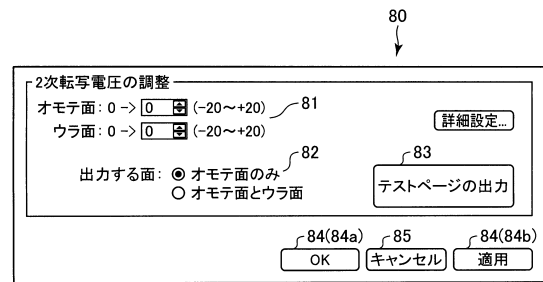 80
2次転写電圧の調整
オモテ面: 0 -> 0 (-20～+20) 81
ウラ面: 0 -> 0 (-20～+20)
詳細設定...
82
出力する面: オモテ面のみ
オモテ面とウラ面
83
テストページの出力
84(84a) 85 84(84b)
OK キャンセル 適用